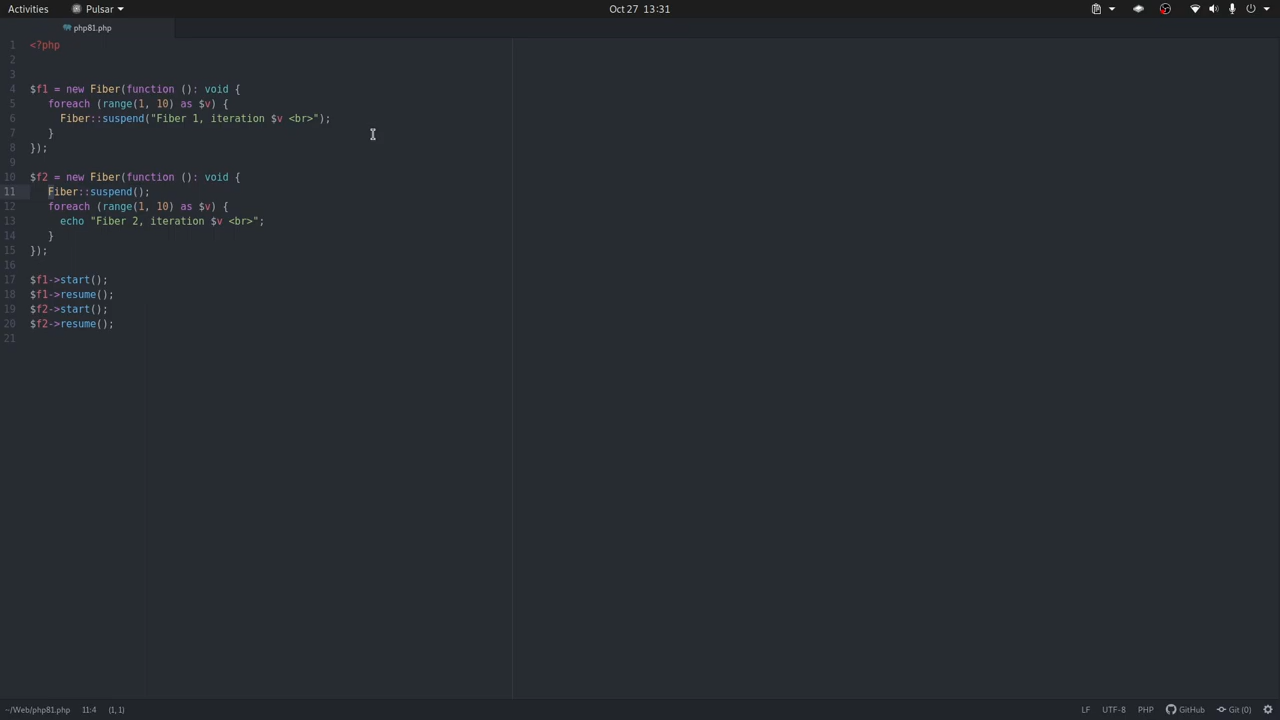 Activities Pulsar Oct 27 13:31
php81.php
1 <?php
2
3
4 $f1 = new Fiber(function (): void {
5 foreach (range(1, 10) as $v) {
6 Fiber::suspend("Fiber 1, iteration $v <br>");
7 }
8 });
9
10 $f2 = new Fiber(function (): void {
11 Fiber::suspend();
12 foreach (range(1, 10) as $v) {
13 echo "Fiber 2, iteration $v <br>";
14 }
15 });
16
17 $f1->start();
18 $f1->resume();
19 $f2->start();
20 $f2->resume();
21
~/Web/php81.php 11:4 (1, 1) LF UTF-8 PHP GitHub Git (0)